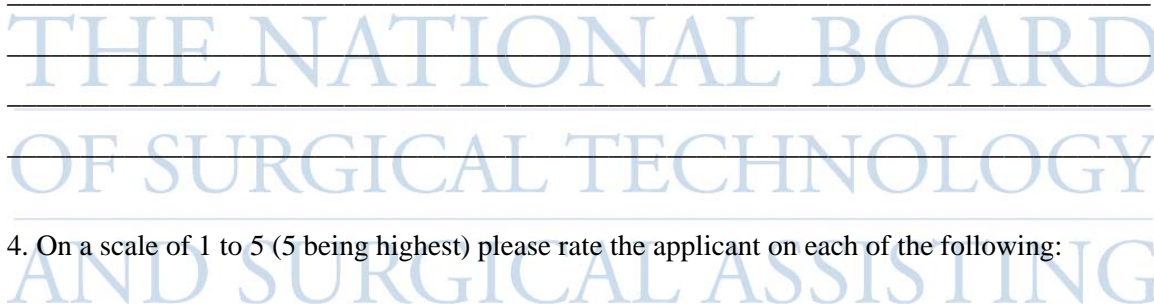 THE NATIONAL BOARD
OF SURGICAL TECHNOLOGY
4. On a scale of 1 to 5 (5 being highest) please rate the applicant on each of the following:
AND SURGICAL ASSISTING